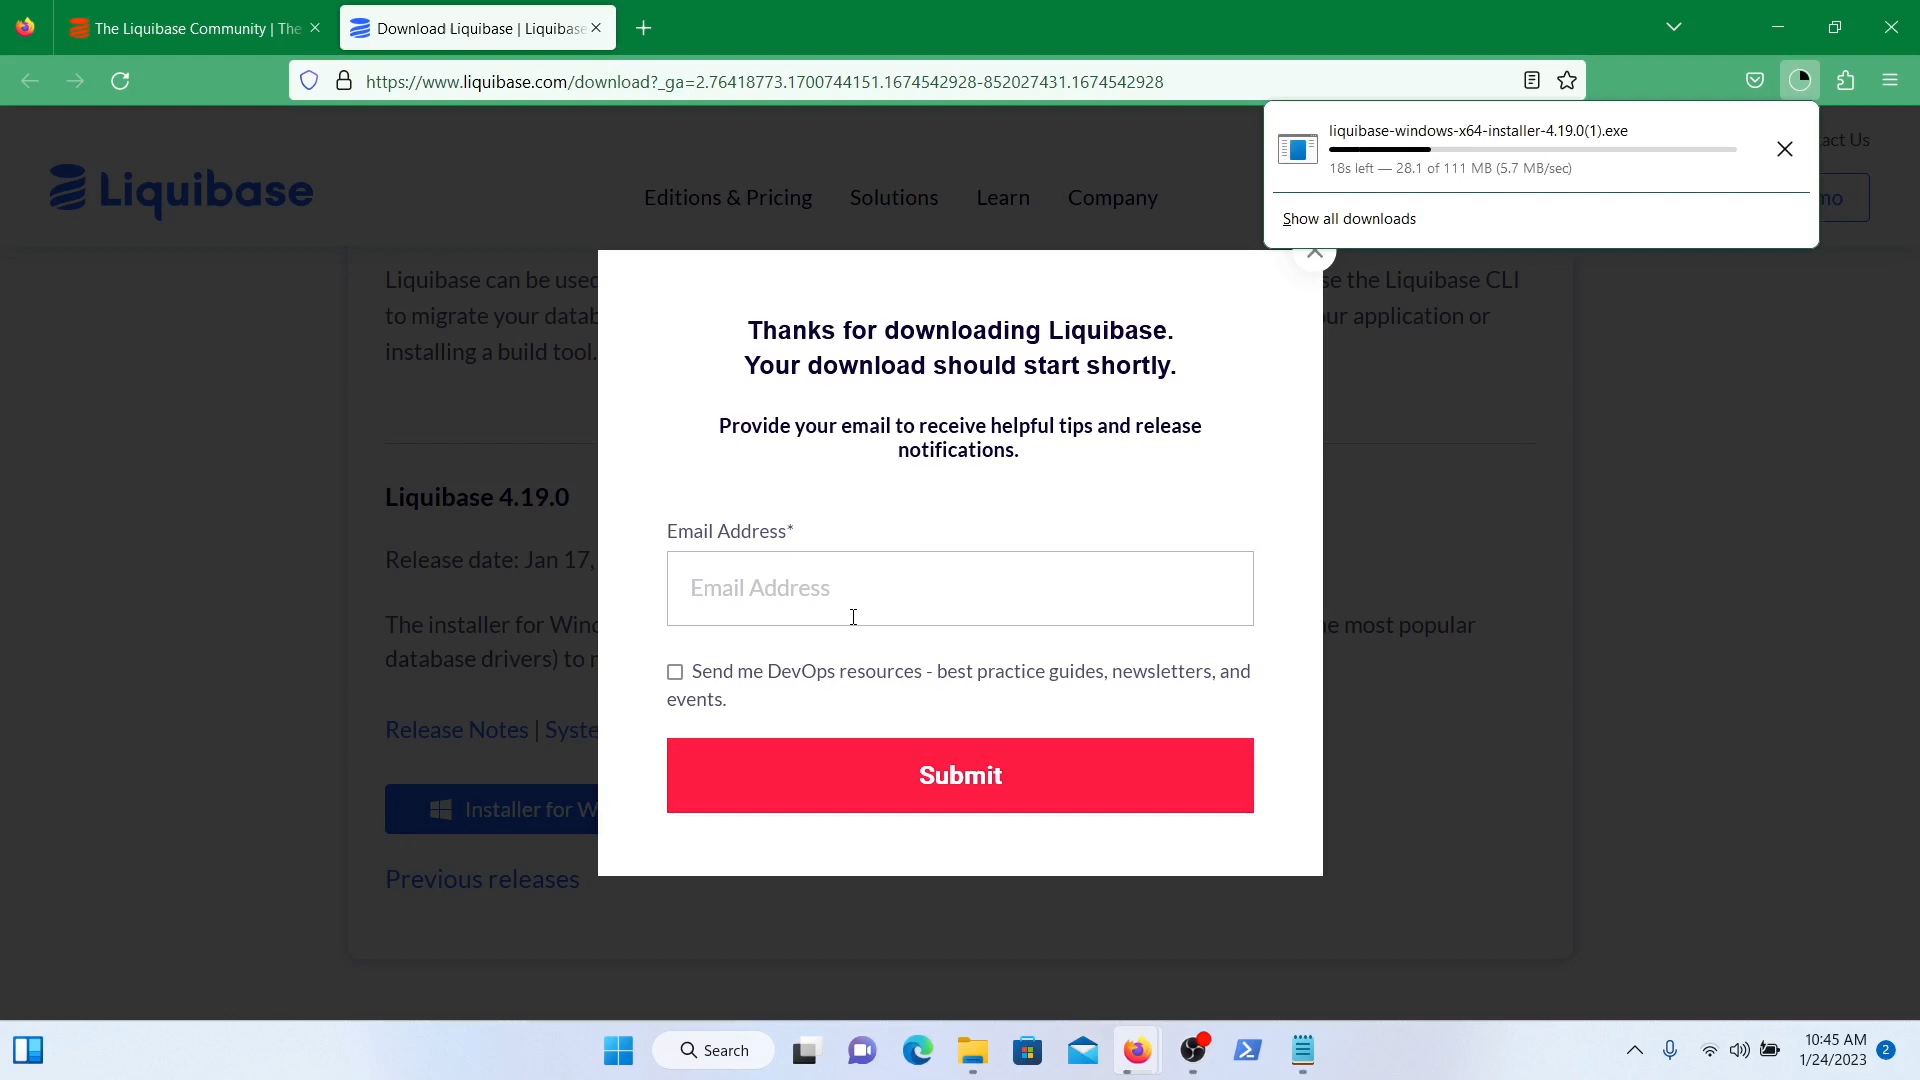 The Liquibase Community | The
Download Liquibase | Liquibase
https://www.liquibase.com/download?_ga=2.76418773.1700744151.1674542928-852027431.1674542928
liquibase-windows-x64-installer-4.19.0(1).exe
18s left — 28.1 of 111 MB (5.7 MB/sec)
Show all downloads
act Us
Liquibase
Editions & Pricing
Solutions
Learn
Company
mo
Liquibase can be used
se the Liquibase CLI
to migrate your datab
ur application or
installing a build tool.
Thanks for downloading Liquibase.
Your download should start shortly.
Provide your email to receive helpful tips and release
notifications.
Liquibase 4.19.0
Email Address*
Release date: Jan 17,
Email Address
The installer for Wind
e most popular
database drivers) to r
Send me DevOps resources - best practice guides, newsletters, and
events.
Release Notes | Syste
Submit
Installer for W
Previous releases
Search
10:45 AM
1/24/2023
2